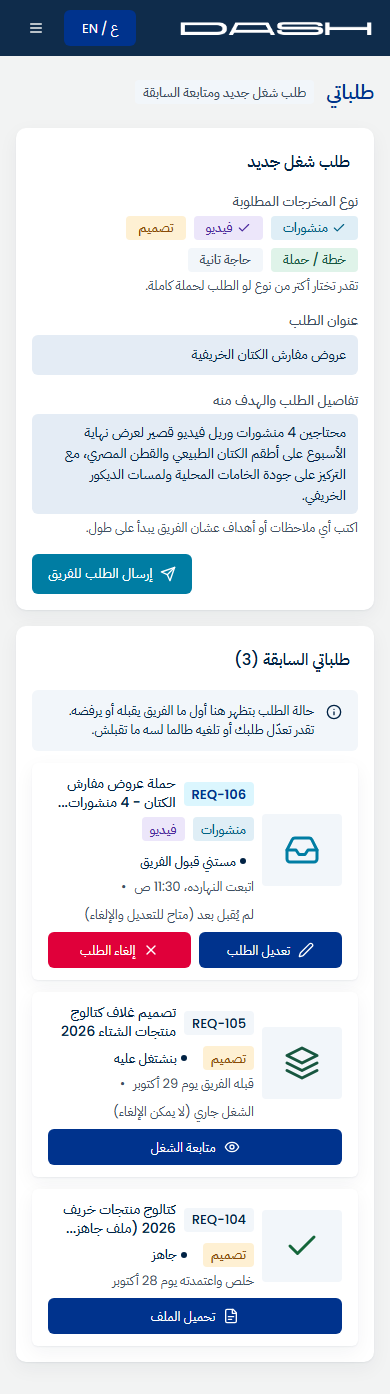 DASH
ع / EN
طلباتي
طلب شغل جديد ومتابعة السابقة
طلب شغل جديد
نوع المخرجات المطلوبة
منشورات
فيديو
تصميم
خطة / حملة
حاجة تانية
تقدر تختار أكتر من نوع لو الطلب لحملة كاملة.
عنوان الطلب
عروض مفارش الكتان الخريفية
تفاصيل الطلب والهدف منه
محتاجين 4 منشورات وريل فيديو قصير لعرض نهاية
الأسبوع على أطقم الكتان الطبيعي والقطن المصري، مع
التركيز على جودة الخامات المحلية ولمسات الديكور
الخريفي.
اكتب أي ملاحظات أو أهداف عشان الفريق يبدأ على طول.
إرسال الطلب للفريق
طلباتي السابقة (3)
حالة الطلب بتظهر هنا أول ما الفريق يقبله أو يرفضه.
تقدر تعدّل طلبك أو تلغيه طالما لسه ما تقبلش.
REQ-106
حملة عروض مفارش
الكتان - 4 منشورات...
منشورات
فيديو
مستني قبول الفريق
اتبعت النهارده، 11:30 ص •
لم يُقبل بعد (متاح للتعديل والإلغاء)
تعديل الطلب
إلغاء الطلب
REQ-105
تصميم غلاف كتالوج
منتجات الشتاء 2026
تصميم
بنشتغل عليه
قبله الفريق يوم 29 أكتوبر •
الشغل جاري (لا يمكن الإلغاء)
متابعة الشغل
REQ-104
كتالوج منتجات خريف
2026 (ملف جاهز...
تصميم
جاهز
خلص واعتمدته يوم 28 أكتوبر
تحميل الملف